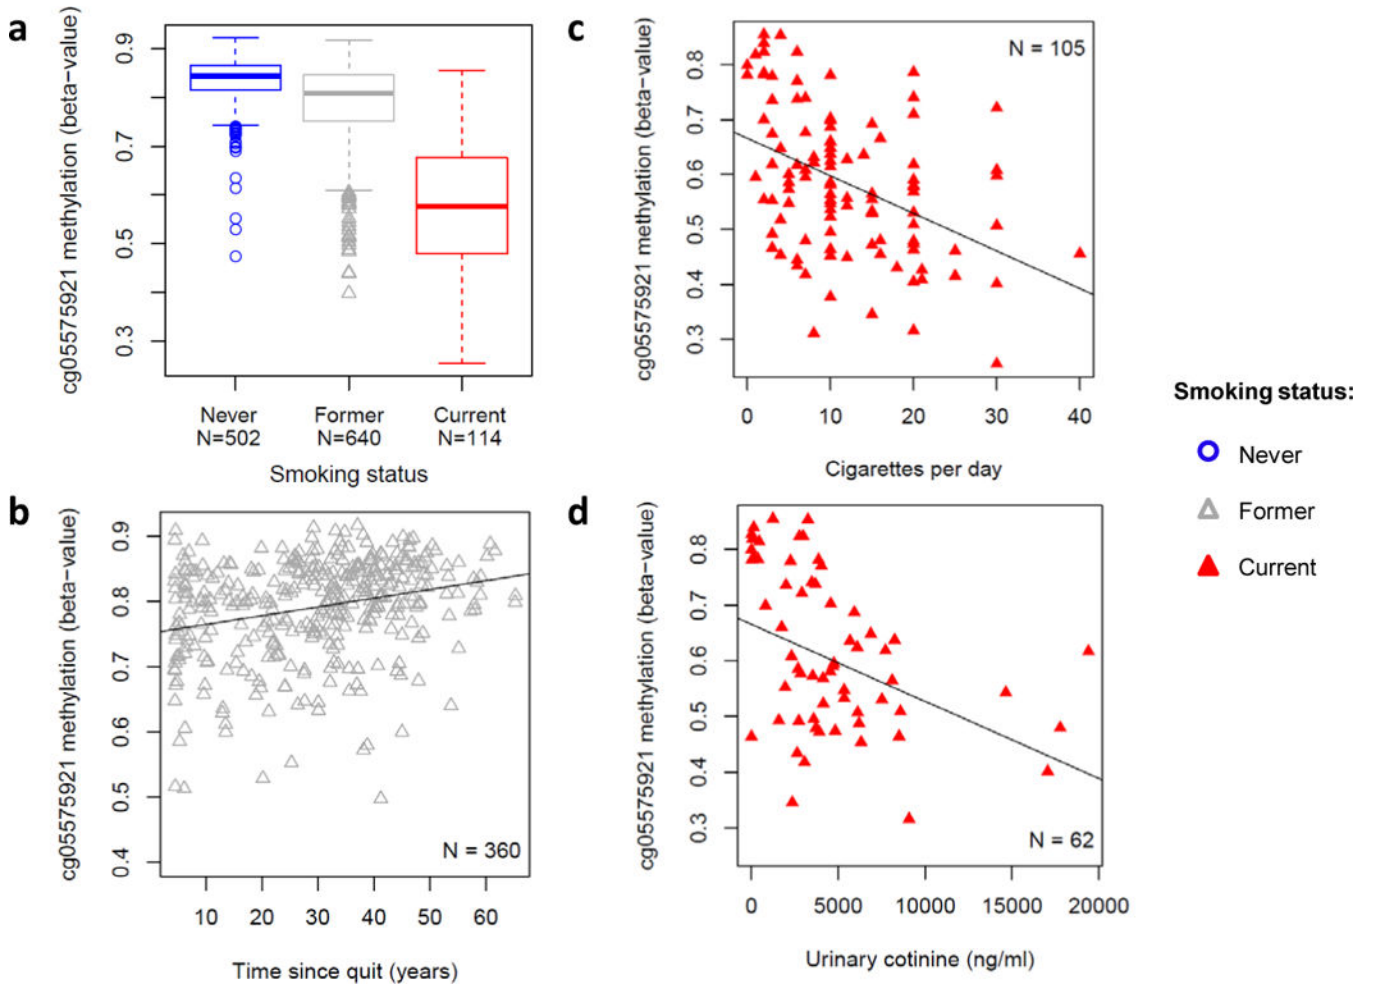 a
cg05575921 methylation (beta−value)
0.9
0.7
0.5
0.3
Never
Former
Current
N=502
N=640
N=114
Smoking status
c
cg05575921 methylation (beta−value)
N = 105
0.8
0.7
0.6
0.5
0.4
0.3
0 10 20 30 40
Cigarettes per day
Smoking status:
Never
Former
Current
b
cg05575921 methylation (beta−value)
0.9
0.8
0.7
0.6
0.5
0.4
N = 360
10 20 30 40 50 60
Time since quit (years)
d
cg05575921 methylation (beta−value)
0.8
0.7
0.6
0.5
0.4
0.3
N = 62
0 5000 10000 15000 20000
Urinary cotinine (ng/ml)